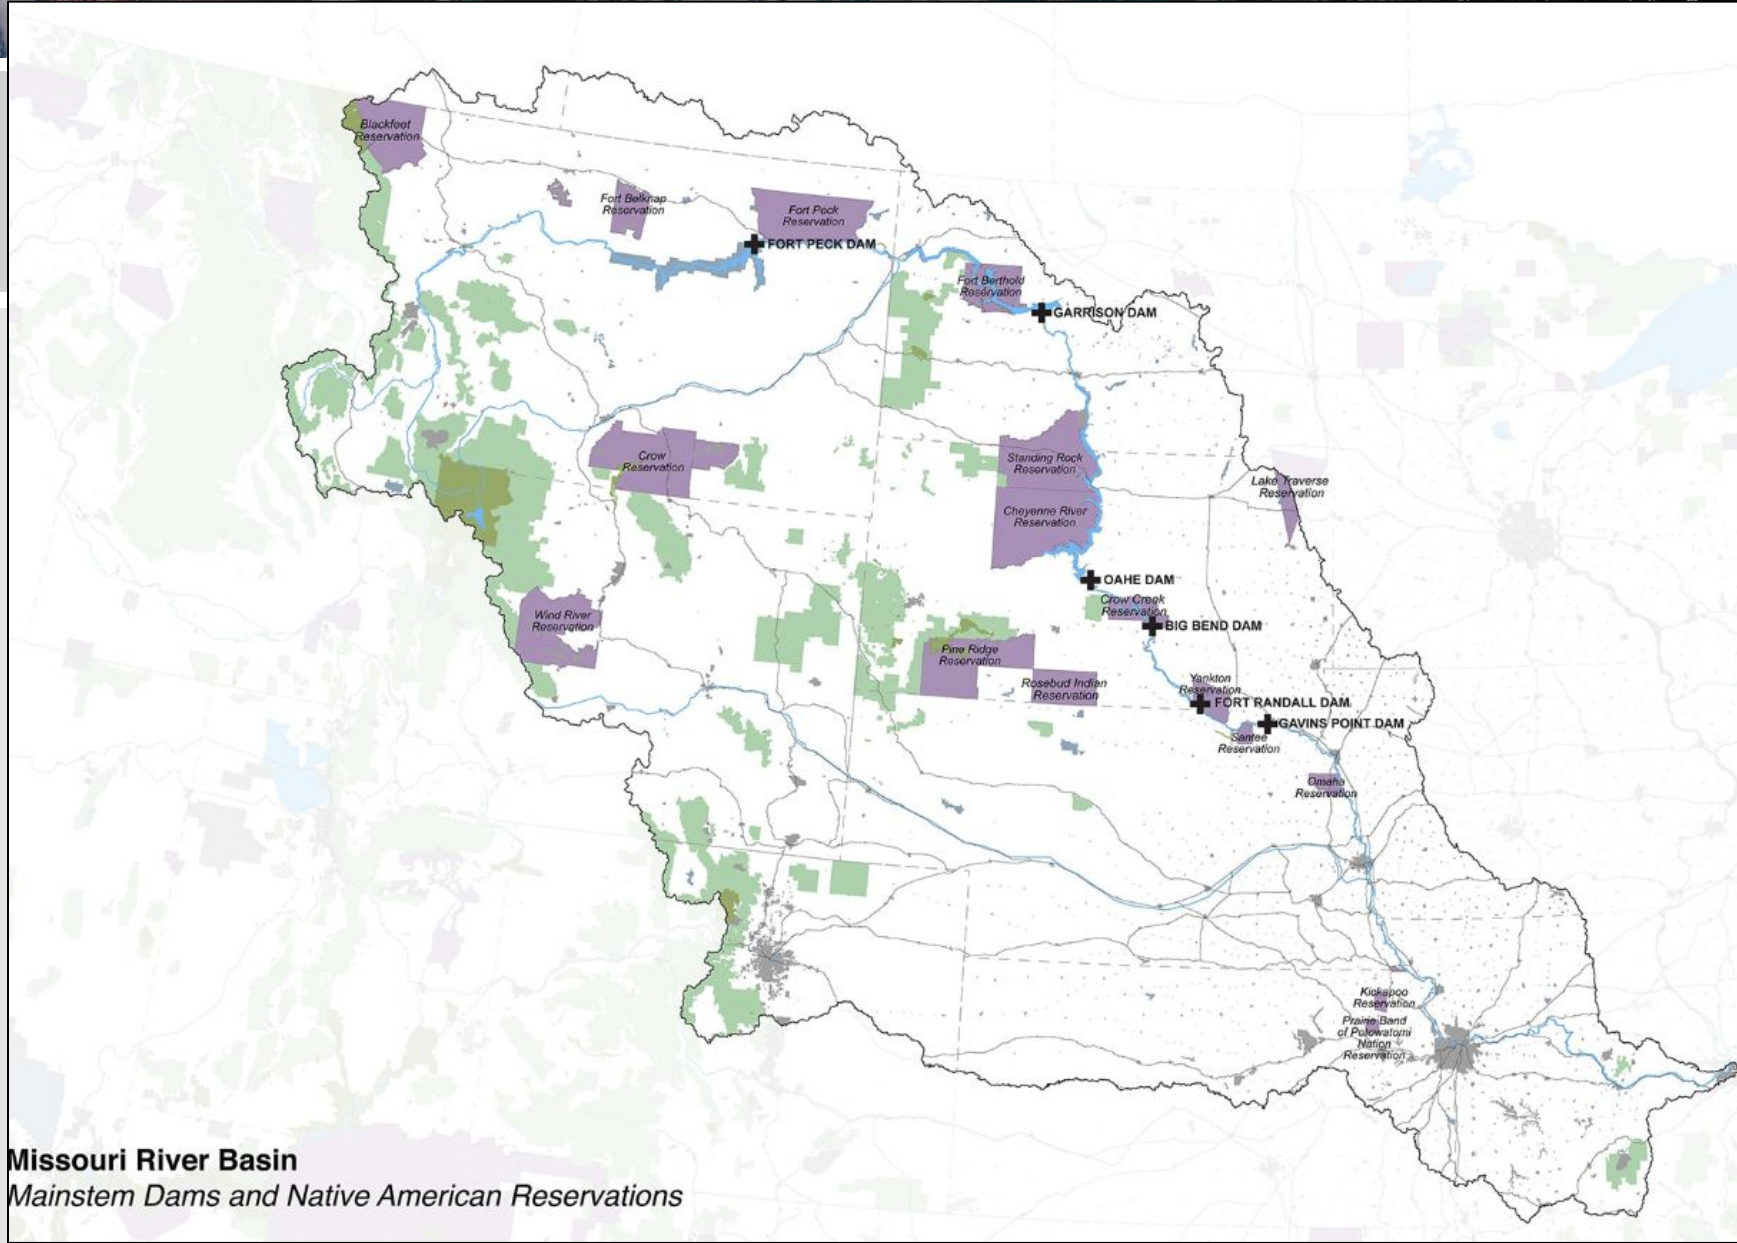 Blackfeet
Reservation
Fort Belknap
Reservation
Fort Peck
Reservation
FORT PECK DAM
Fort Berthold
Reservation
GARRISON DAM
Crow
Reservation
Standing Rock
Reservation
Lake Traverse
Reservation
Cheyenne River
Reservation
OAHE DAM
Crow Creek
Reservation
BIG BEND DAM
Wind River
Reservation
Pine Ridge
Reservation
Rosebud Indian
Reservation
Yankton
Reservation
FORT RANDALL DAM
GAVINS POINT DAM
Santee
Reservation
Omaha
Reservation
Kickapoo
Reservation
Prairie Band
of Potowatomi
Nation
Reservation
Missouri River Basin
Mainstem Dams and Native American Reservations